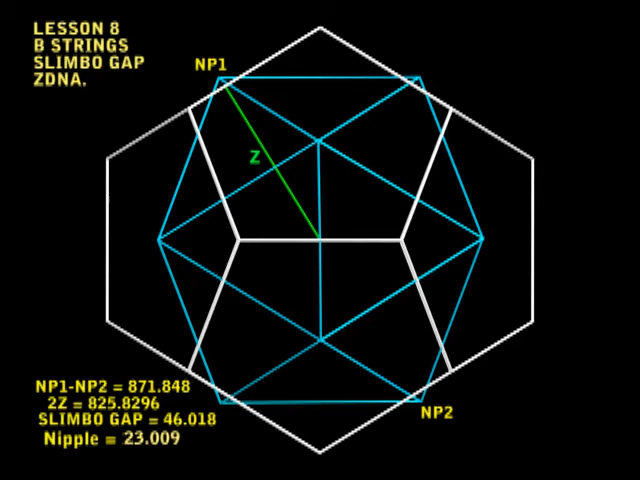 LESSON 8
B STRINGS
SLIMBO GAP
ZDNA.
NP1
Z
NP1-NP2 = 871.848
2Z = 825.8296
SLIMBO GAP = 46.018
Nipple = 23.009
NP2